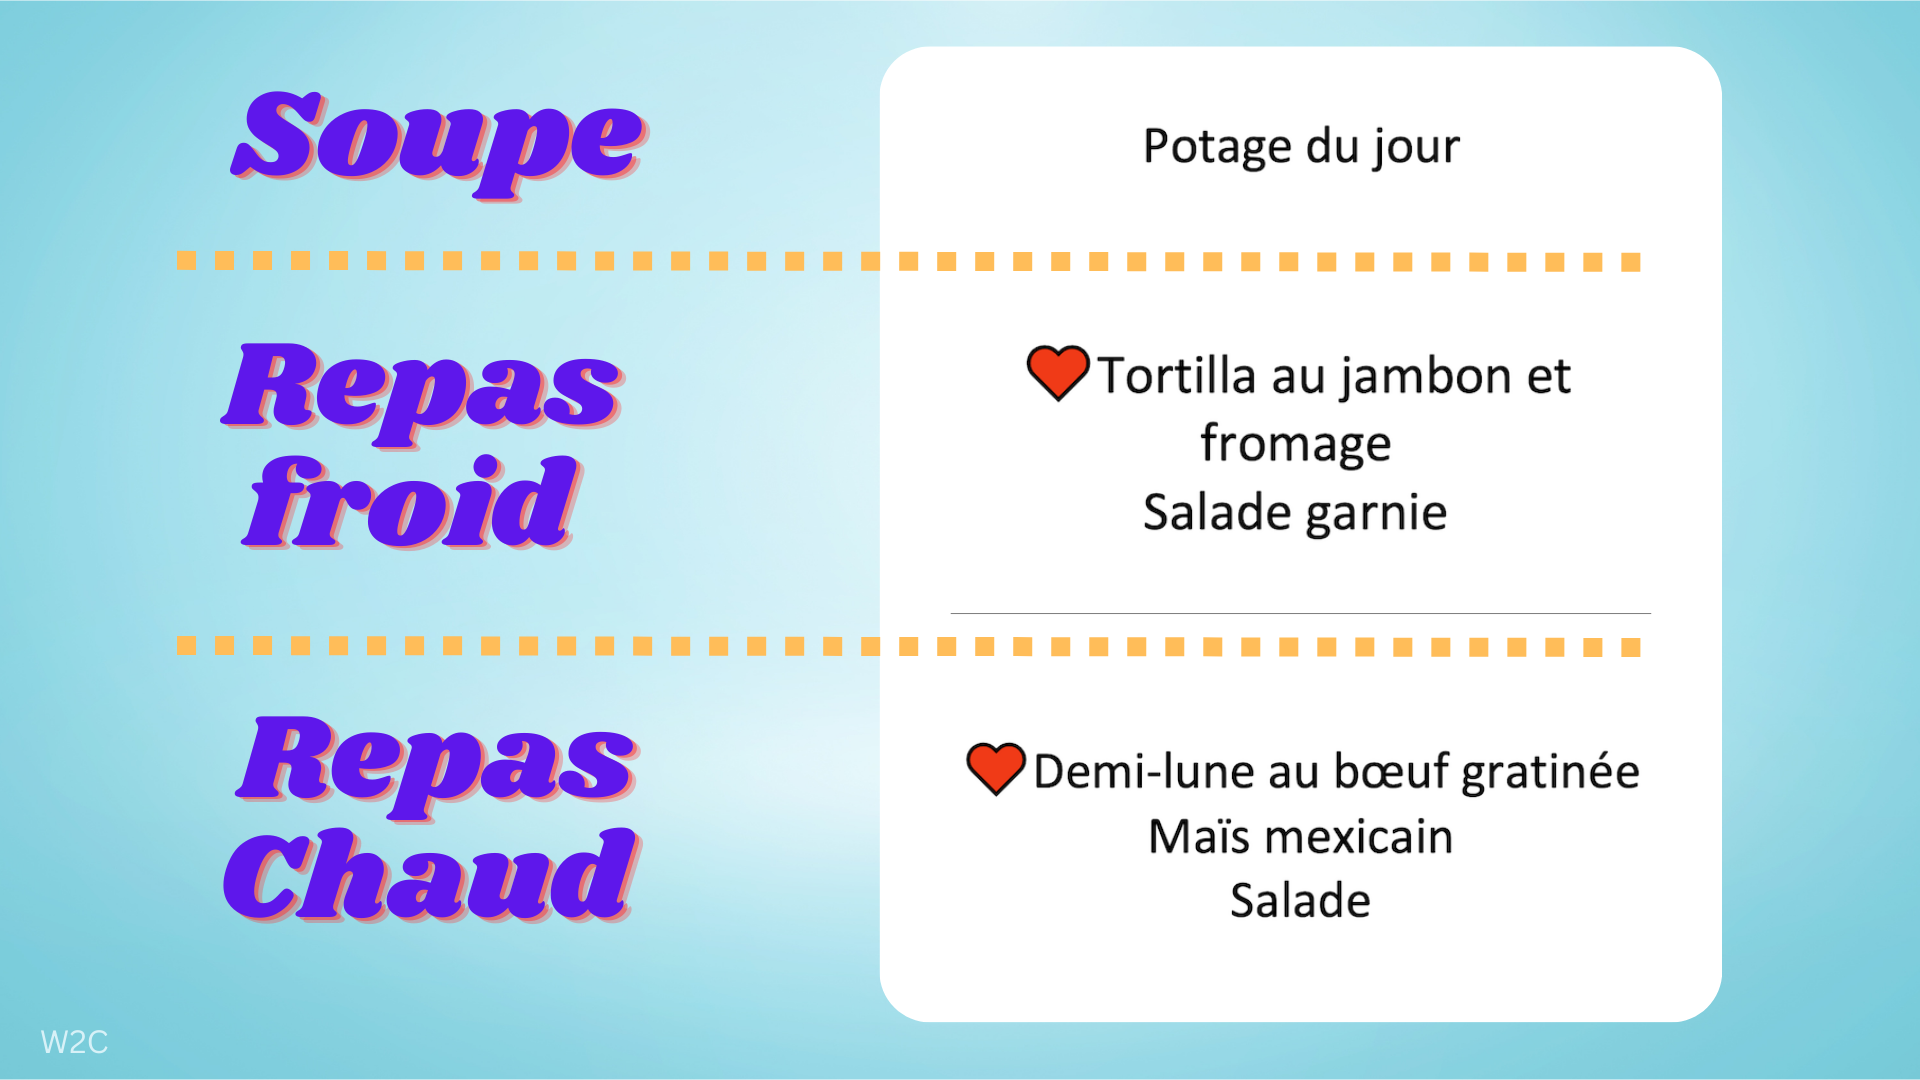 Soupe
Potage du jour
Repas
froid
❤Tortilla au jambon et
fromage
Salade garnie
Repas
Chaud
❤Demi-lune au bœuf gratinée
Maïs mexicain
Salade
W2C